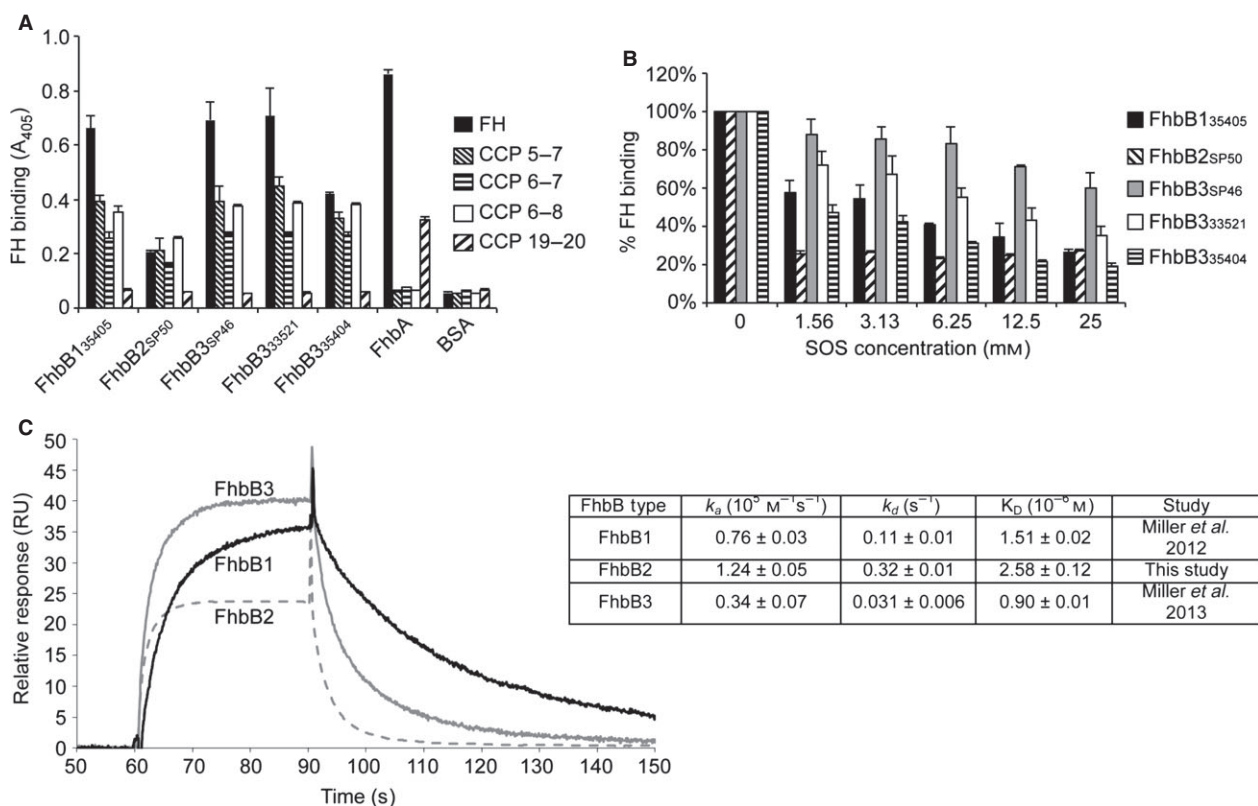 A
FH binding (A405)
1.0
0.8
0.6
0.4
0.2
0
FH
CCP 5–7
CCP 6–7
CCP 6–8
CCP 19–20
FhbB135405
FhbB2SP50
FhbB3SP46
FhbB333521
FhbB335404
FhbA
BSA
B
% FH binding
120%
100%
80%
60%
40%
20%
0%
0 1.56 3.13 6.25 12.5 25
SOS concentration (mM)
FhbB135405
FhbB2SP50
FhbB3SP46
FhbB333521
FhbB335404
C
Relative response (RU)
50
45
40
35
30
25
20
15
10
5
0
FhbB3
FhbB1
FhbB2
50 60 70 80 90 100 110 120 130 140 150
Time (s)
FhbB type ka (10⁵ M⁻¹s⁻¹) kd (s⁻¹) KD (10⁻⁶ M) Study
FhbB1 0.76 ± 0.03 0.11 ± 0.01 1.51 ± 0.02 Miller et al. 2012
FhbB2 1.24 ± 0.05 0.32 ± 0.01 2.58 ± 0.12 This study
FhbB3 0.34 ± 0.07 0.031 ± 0.006 0.90 ± 0.01 Miller et al. 2013